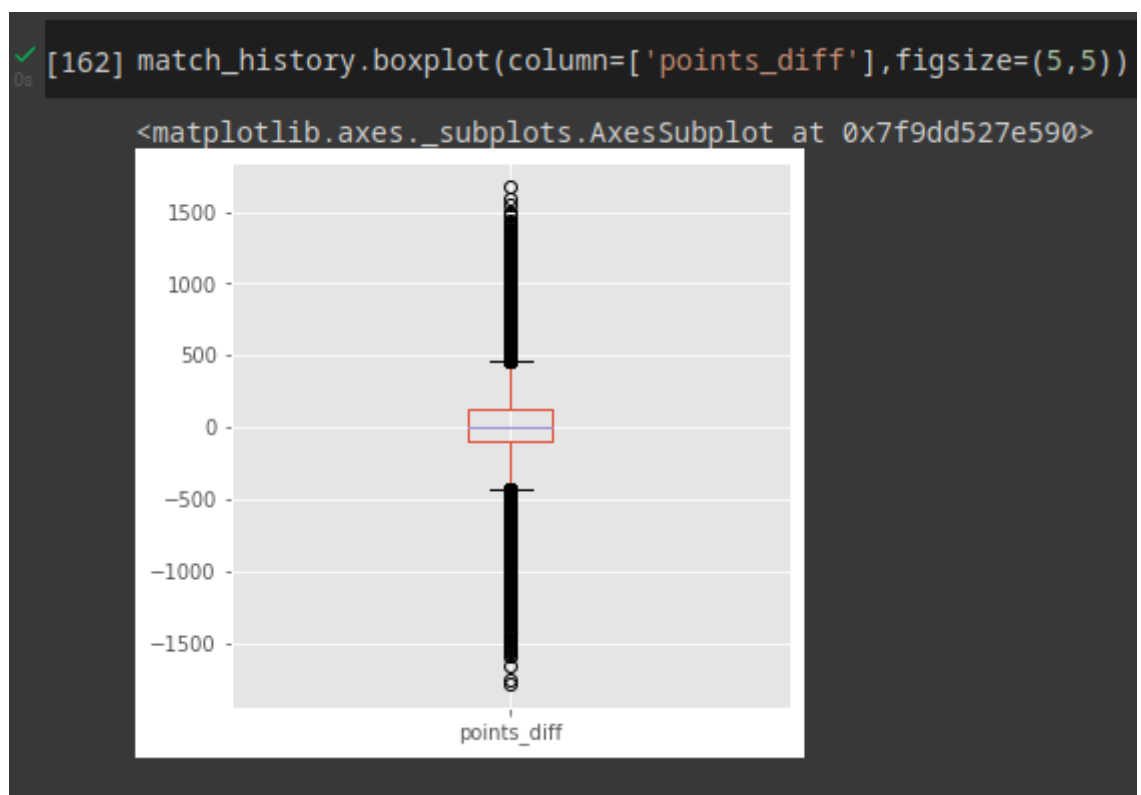 [162] match_history.boxplot(column=['points_diff'],figsize=(5,5))
0s
<matplotlib.axes._subplots.AxesSubplot at 0x7f9dd527e590>
1500
1000
500
0
−500
−1000
−1500
points_diff